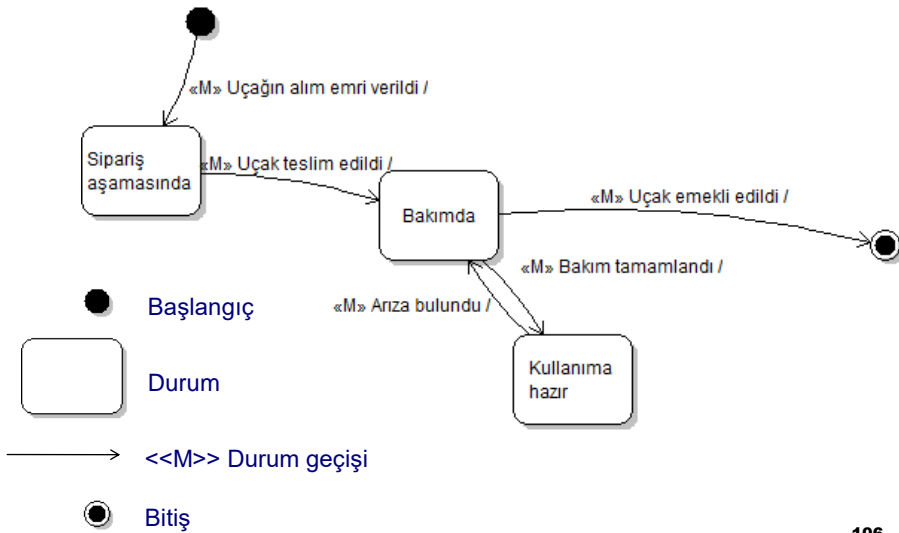 «M» Uçağın alım emri verildi /
Sipariş
aşamasında
«M» Uçak teslim edildi /
Bakımda
«M» Uçak emekli edildi /
«M» Bakım tamamlandı /
«M» Arıza bulundu /
Kullanıma
hazır
Başlangıç
Durum
<<M>> Durum geçişi
Bitiş
106